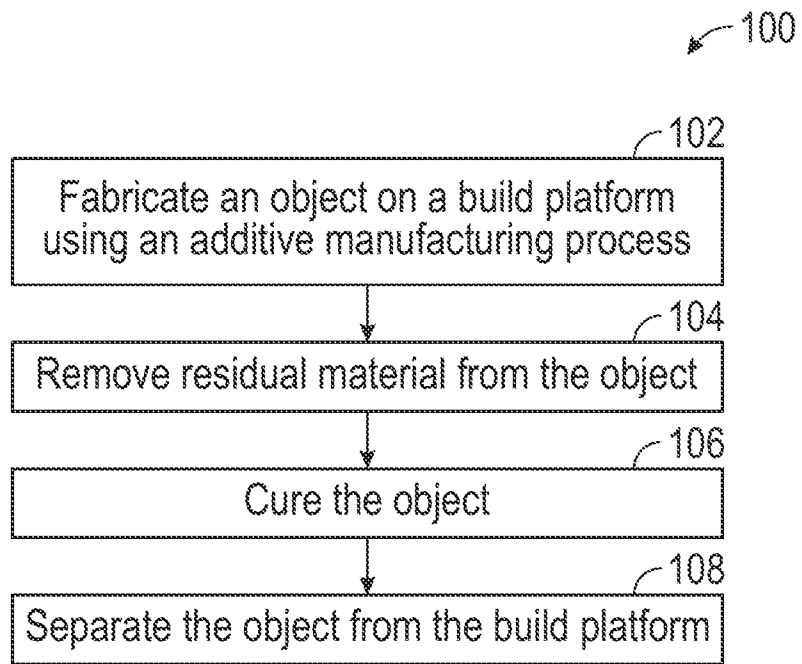 100
102
Fabricate an object on a build platform
using an additive manufacturing process
104
Remove residual material from the object
106
Cure the object
108
Separate the object from the build platform